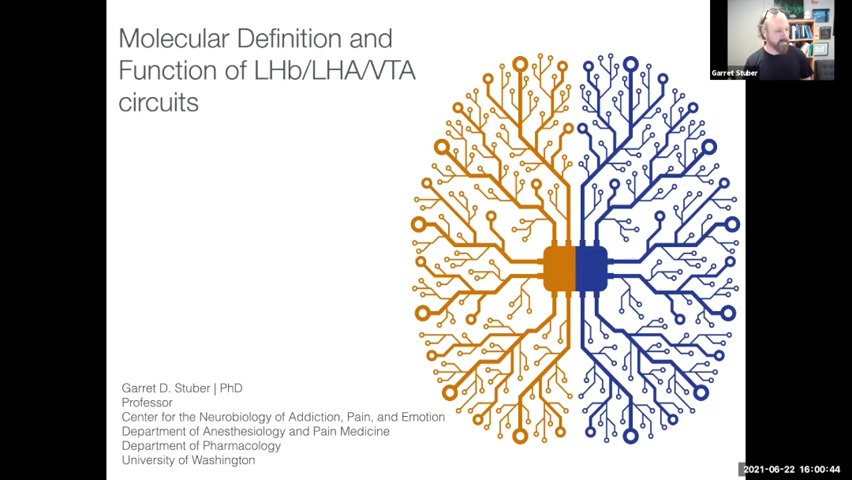 Molecular Definition and
Function of LHb/LHA/VTA
circuits
Garret Stuber
Garret D. Stuber | PhD
Professor
Center for the Neurobiology of Addiction, Pain, and Emotion
Department of Anesthesiology and Pain Medicine
Department of Pharmacology
University of Washington
2021-06-22 16:00:44